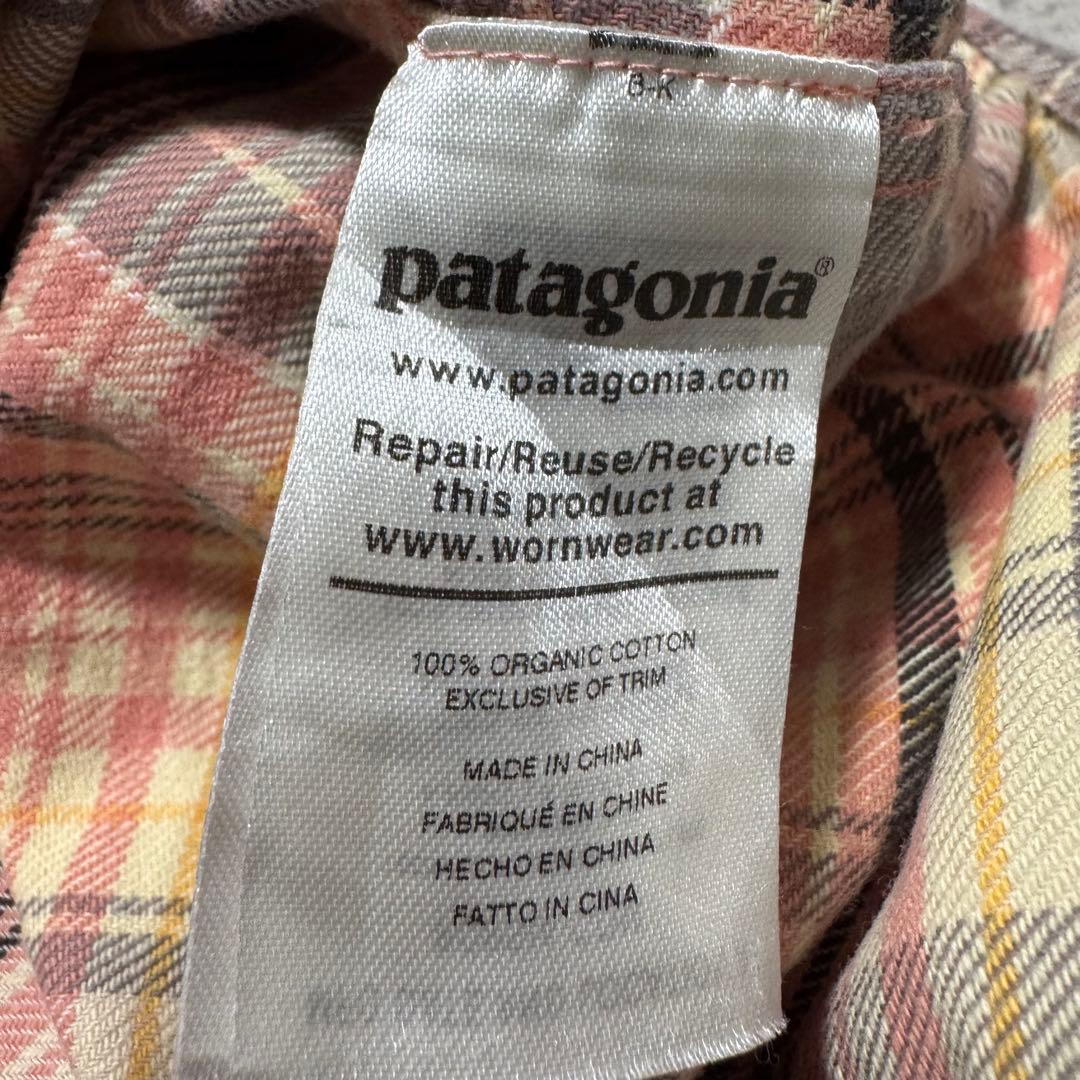 patagonia®
www.patagonia.com
Repair/Reuse/Recycle
this product at
www.wornwear.com
100% ORGANIC COTTON
EXCLUSIVE OF TRIM
MADE IN CHINA
FABRIQUÉ EN CHINE
HECHO EN CHINA
FATTO IN CINA